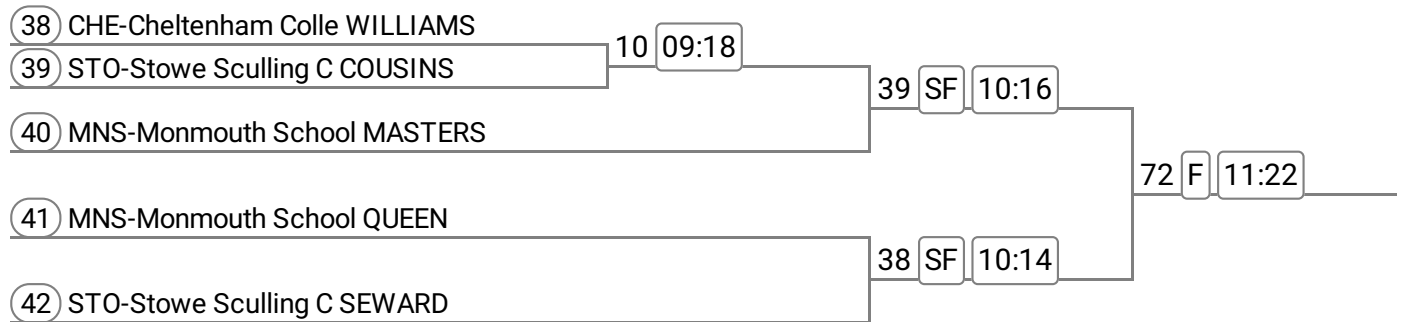 38 CHE-Cheltenham Colle WILLIAMS
10 09:18
39 STO-Stowe Sculling C COUSINS
39 SF 10:16
40 MNS-Monmouth School MASTERS
72 F 11:22
41 MNS-Monmouth School QUEEN
38 SF 10:14
42 STO-Stowe Sculling C SEWARD